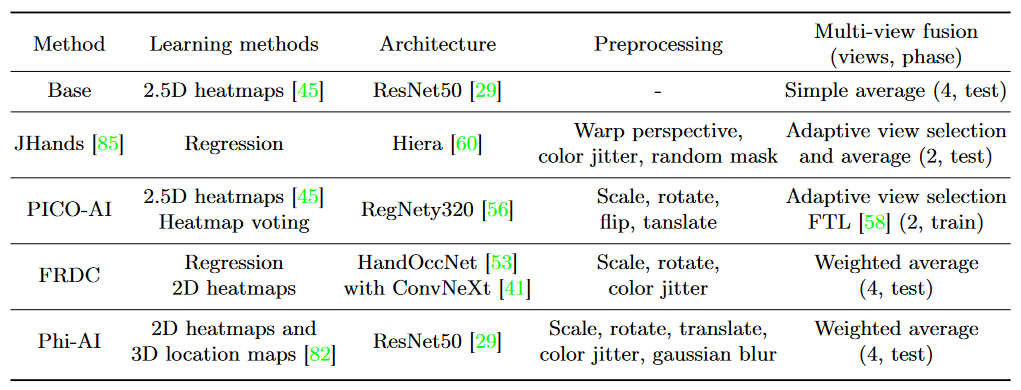 Method Learning methods Architecture Preprocessing Multi-view fusion
(views, phase)
Base 2.5D heatmaps [45] ResNet50 [29] - Simple average (4, test)
JHands [85] Regression Hiera [60] Warp perspective,
color jitter, random mask Adaptive view selection
and average (2, test)
PICO-AI 2.5D heatmaps [45]
Heatmap voting RegNety320 [56] Scale, rotate,
flip, tanslate Adaptive view selection
FTL [58] (2, train)
FRDC Regression
2D heatmaps HandOccNet [53]
with ConvNeXt [41] Scale, rotate,
color jitter Weighted average
(4, test)
Phi-AI 2D heatmaps and
3D location maps [82] ResNet50 [29] Scale, rotate, translate,
color jitter, gaussian blur Weighted average
(4, test)